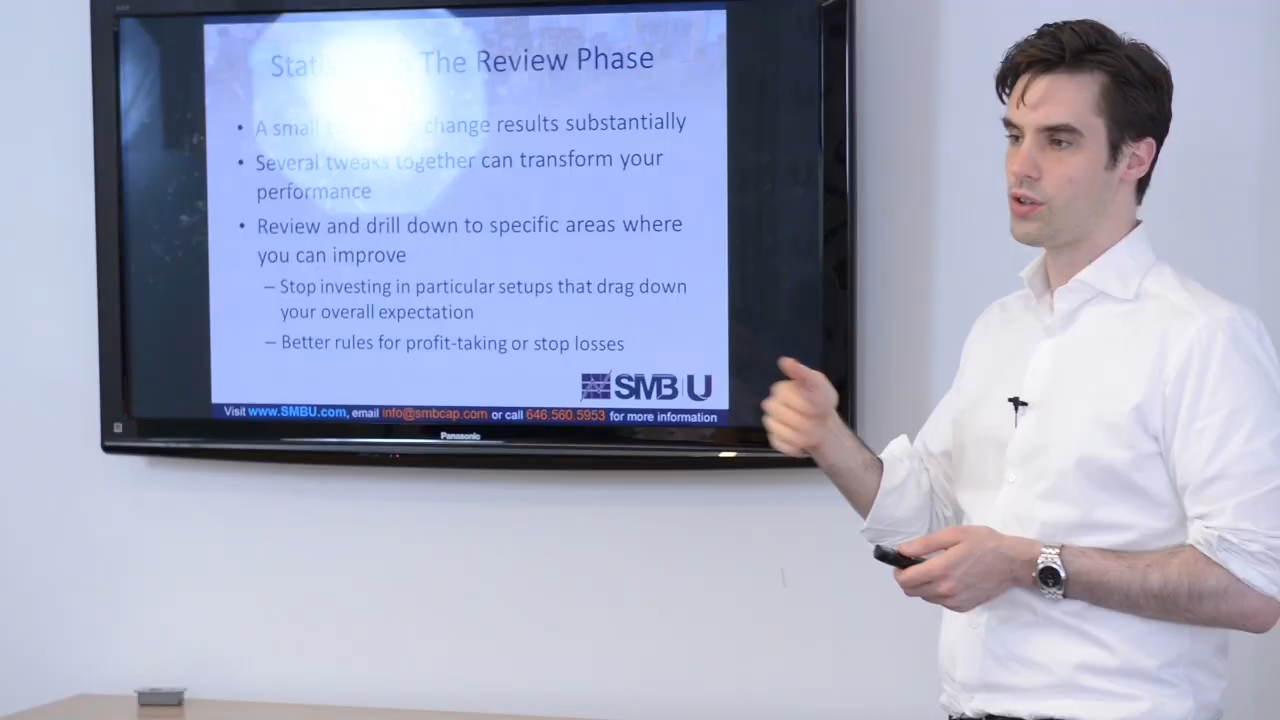 The Review Phase
• A small change results substantially
• Several tweaks together can transform your
performance
• Review and drill down to specific areas where
you can improve
– Stop investing in particular setups that drag down
your overall expectation
– Better rules for profit-taking or stop losses
SMB U
Visit www.SMBU.com, email info@smbcap.com or call 646.560.5953 for more information
Panasonic